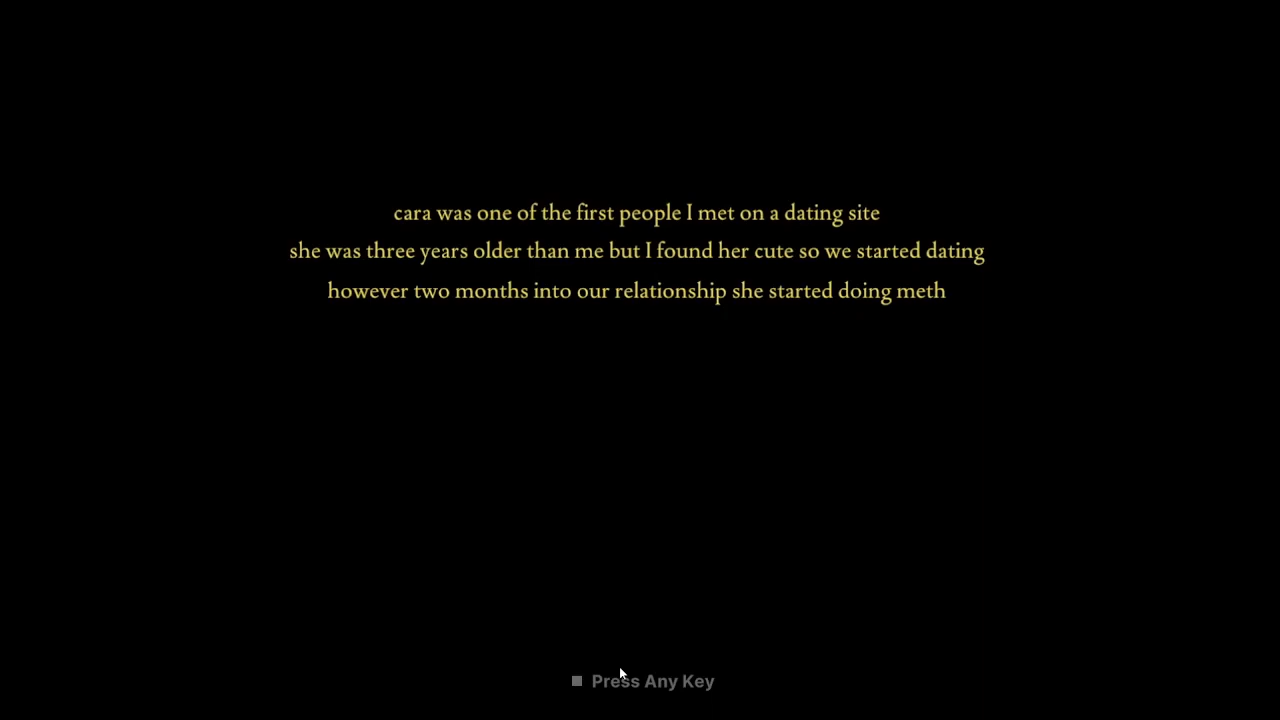 cara was one of the first people I met on a dating site
she was three years older than me but I found her cute so we started dating
however two months into our relationship she started doing meth
Press Any Key